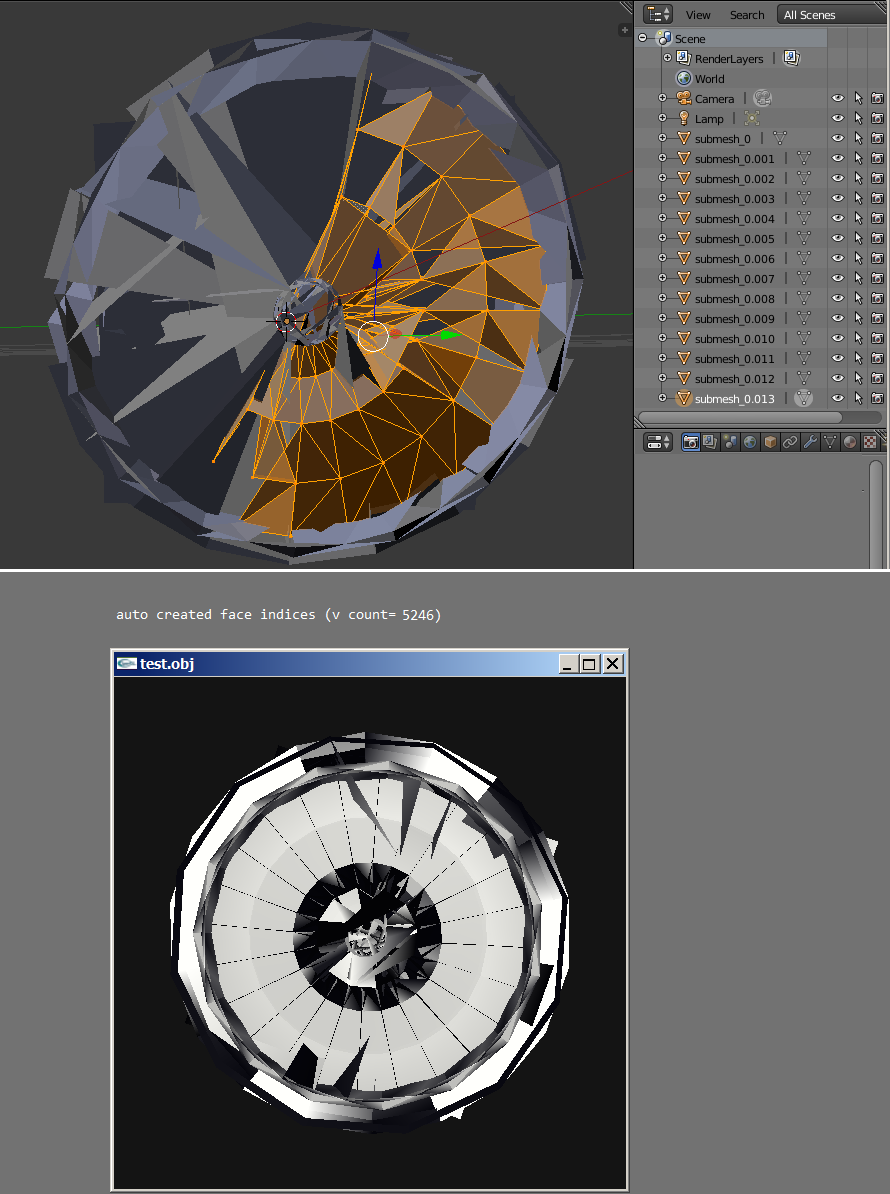 View Search All Scenes
Scene
RenderLayers
World
Camera
Lamp
submesh_0
submesh_0.001
submesh_0.002
submesh_0.003
submesh_0.004
submesh_0.005
submesh_0.006
submesh_0.007
submesh_0.008
submesh_0.009
submesh_0.010
submesh_0.011
submesh_0.012
submesh_0.013
auto created face indices (v count= 5246)
test.obj